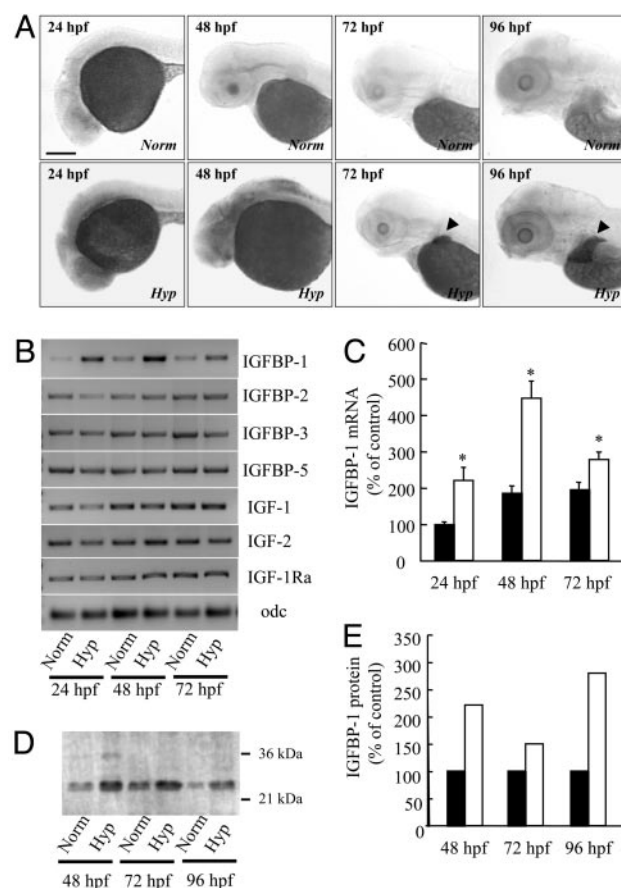 A
24 hpf
48 hpf
72 hpf
96 hpf
Norm
Norm
Norm
Norm
24 hpf
48 hpf
72 hpf
96 hpf
Hyp
Hyp
Hyp
Hyp
B
IGFBP-1
IGFBP-2
IGFBP-3
IGFBP-5
IGF-1
IGF-2
IGF-1Ra
odc
Norm Hyp Norm Hyp Norm Hyp
24 hpf 48 hpf 72 hpf
C
IGFBP-1 mRNA
(% of control)
600
500
400
300
200
100
0
* * *
24 hpf 48 hpf 72 hpf
D
36 kDa
21 kDa
Norm Hyp Norm Hyp Norm Hyp
48 hpf 72 hpf 96 hpf
E
IGFBP-1 protein
(% of control)
350
300
250
200
150
100
50
0
48 hpf 72 hpf 96 hpf